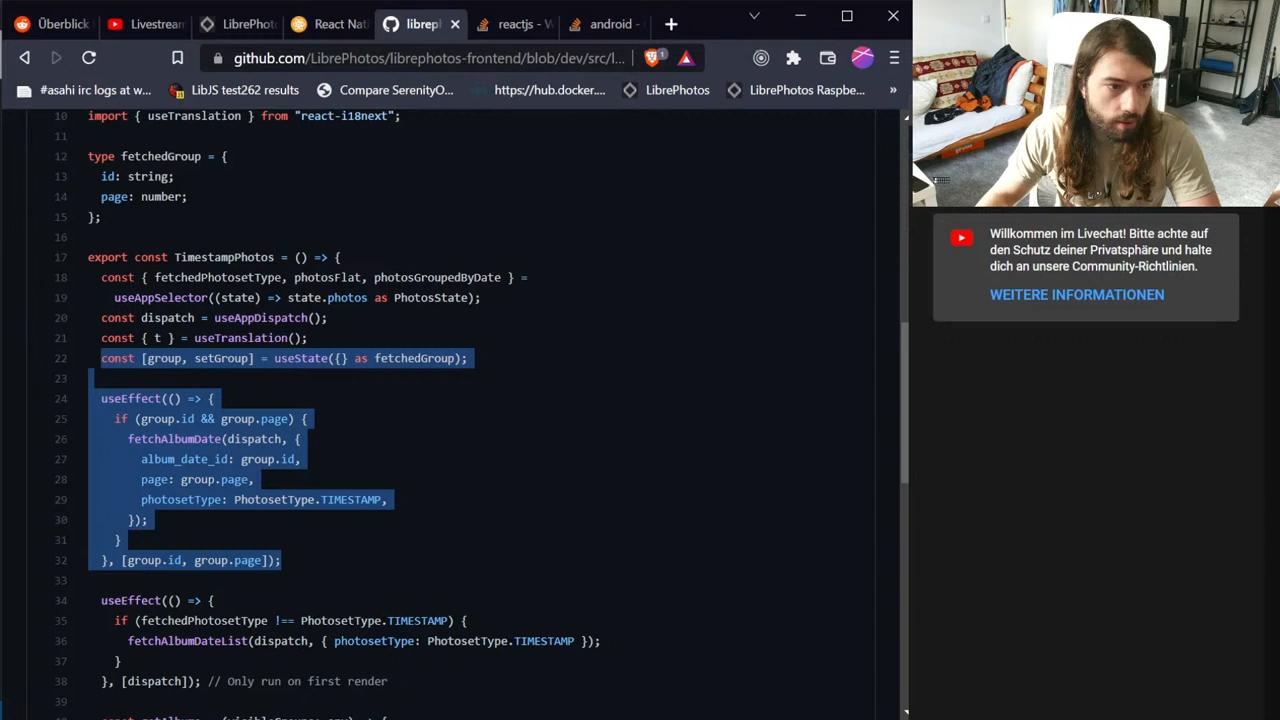 Überblick
Livestream
LibrePhoto
React Nat
librepl
reactjs - W
android -
github.com/LibrePhotos/librephotos-frontend/blob/dev/src/l...
1
#asahi irc logs at w...
LibJS test262 results
Compare SerenityO...
https://hub.docker....
LibrePhotos
LibrePhotos Raspbe...
»
10 import { useTranslation } from "react-i18next";
11
12 type fetchedGroup = {
13 id: string;
14 page: number;
15 };
16
17 export const TimestampPhotos = () => {
18 const { fetchedPhotosetType, photosFlat, photosGroupedByDate } =
19 useAppSelector((state) => state.photos as PhotosState);
20 const dispatch = useAppDispatch();
21 const { t } = useTranslation();
22 const [group, setGroup] = useState({} as fetchedGroup);
23
24 useEffect(() => {
25 if (group.id && group.page) {
26 fetchAlbumDate(dispatch, {
27 album_date_id: group.id,
28 page: group.page,
29 photosetType: PhotosetType.TIMESTAMP,
30 });
31 }
32 }, [group.id, group.page]);
33
34 useEffect(() => {
35 if (fetchedPhotosetType !== PhotosetType.TIMESTAMP) {
36 fetchAlbumDateList(dispatch, { photosetType: PhotosetType.TIMESTAMP });
37 }
38 }, [dispatch]); // Only run on first render
39
Willkommen im Livechat! Bitte achte auf
den Schutz deiner Privatsphäre und halte
dich an unsere Community-Richtlinien.
WEITERE INFORMATIONEN